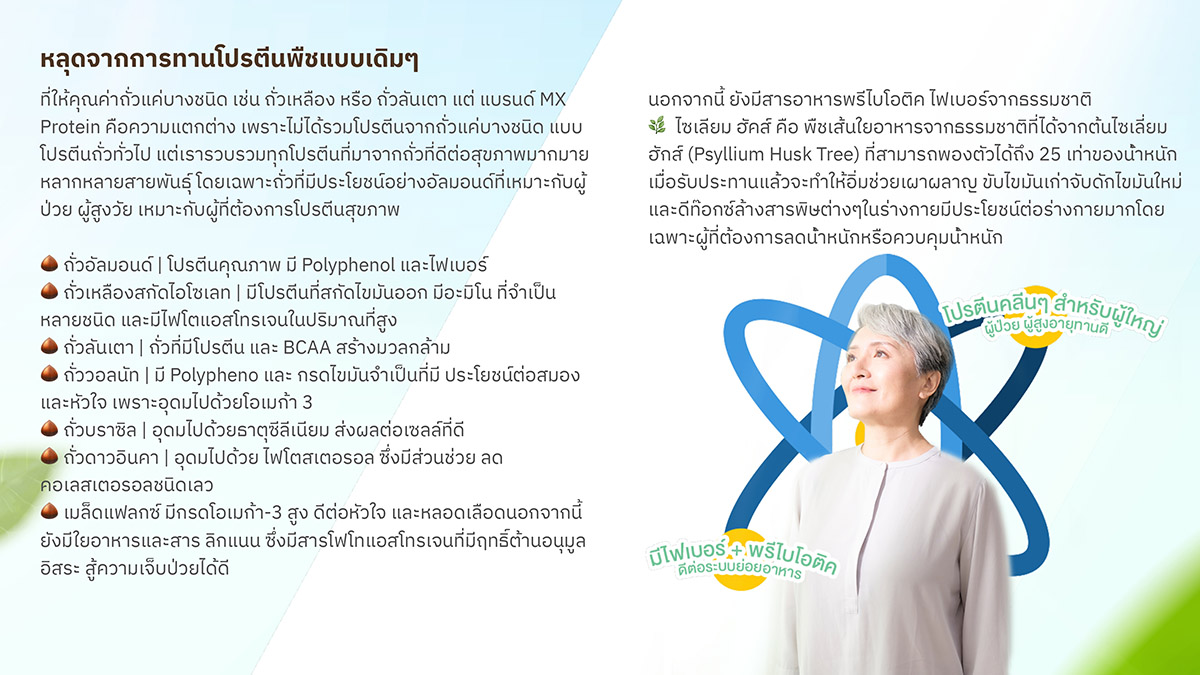 หลุดจากการทานโปรตีนพืชแบบเดิมๆ
ที่ให้คุณค่าถั่วแค่บางชนิด เช่น ถั่วเหลือง หรือ ถั่วลันเตา แต่ แบรนด์ MX
Protein คือความแตกต่าง เพราะไม่ได้รวมโปรตีนจากถั่วแค่บางชนิด แบบ
โปรตีนถั่วทั่วไป แต่เรารวบรวมทุกโปรตีนที่มาจากถั่วที่ดีต่อสุขภาพมากมาย
หลากหลายสายพันธุ์ โดยเฉพาะถั่วที่มีประโยชน์อย่างอัลมอนด์ที่เหมาะกับผู้
ป่วย ผู้สูงวัย เหมาะกับผู้ที่ต้องการโปรตีนสุขภาพ
🌰 ถั่วอัลมอนด์ | โปรตีนคุณภาพ มี Polyphenol และไฟเบอร์
🌰 ถั่วเหลืองสกัดไอโซเลท | มีโปรตีนที่สกัดไขมันออก มีอะมิโน ที่จำเป็น
หลายชนิด และมีไฟโตแอสโทรเจนในปริมาณที่สูง
🌰 ถั่วลันเตา | ถั่วที่มีโปรตีน และ BCAA สร้างมวลกล้าม
🌰 ถั่ววอลนัท | มี Polypheno และ กรดไขมันจำเป็นที่มี ประโยชน์ต่อสมอง
และหัวใจ เพราะอุดมไปด้วยโอเมก้า 3
🌰 ถั่วบราซิล | อุดมไปด้วยธาตุซีลีเนียม ส่งผลต่อเซลล์ที่ดี
🌰 ถั่วดาวอินคา | อุดมไปด้วย ไฟโตสเตอรอล ซึ่งมีส่วนช่วย ลด
คอเลสเตอรอลชนิดเลว
🌰 เมล็ดแฟลกซ์ มีกรดโอเมก้า-3 สูง ดีต่อหัวใจ และหลอดเลือดนอกจากนี้
ยังมีใยอาหารและสาร ลิกแนน ซึ่งมีสารโฟโทแอสโทรเจนที่มีฤทธิ์ต้านอนุมูล
อิสระ สู้ความเจ็บป่วยได้ดี
นอกจากนี้ ยังมีสารอาหารพรีไบโอติค ไฟเบอร์จากธรรมชาติ
🌿 ไซเลียม ฮัคส์ คือ พืชเส้นใยอาหารจากธรรมชาติที่ได้จากต้นไซเลี่ยม
ฮักส์ (Psyllium Husk Tree) ที่สามารถพองตัวได้ถึง 25 เท่าของน้ำหนัก
เมื่อรับประทานแล้วจะทำให้อิ่มช่วยเผาผลาญ ขับไขมันเก่าจับดักไขมันใหม่
และดีท๊อกซ์ล้างสารพิษต่างๆในร่างกายมีประโยชน์ต่อร่างกายมากโดย
เฉพาะผู้ที่ต้องการลดน้ำหนักหรือควบคุมน้ำหนัก
โปรตีนคลีนๆ สำหรับผู้ใหญ่
ผู้ป่วย ผู้สูงอายุทานดี
มีไฟเบอร์ + พรีไบโอติค
ดีต่อระบบย่อยอาหาร